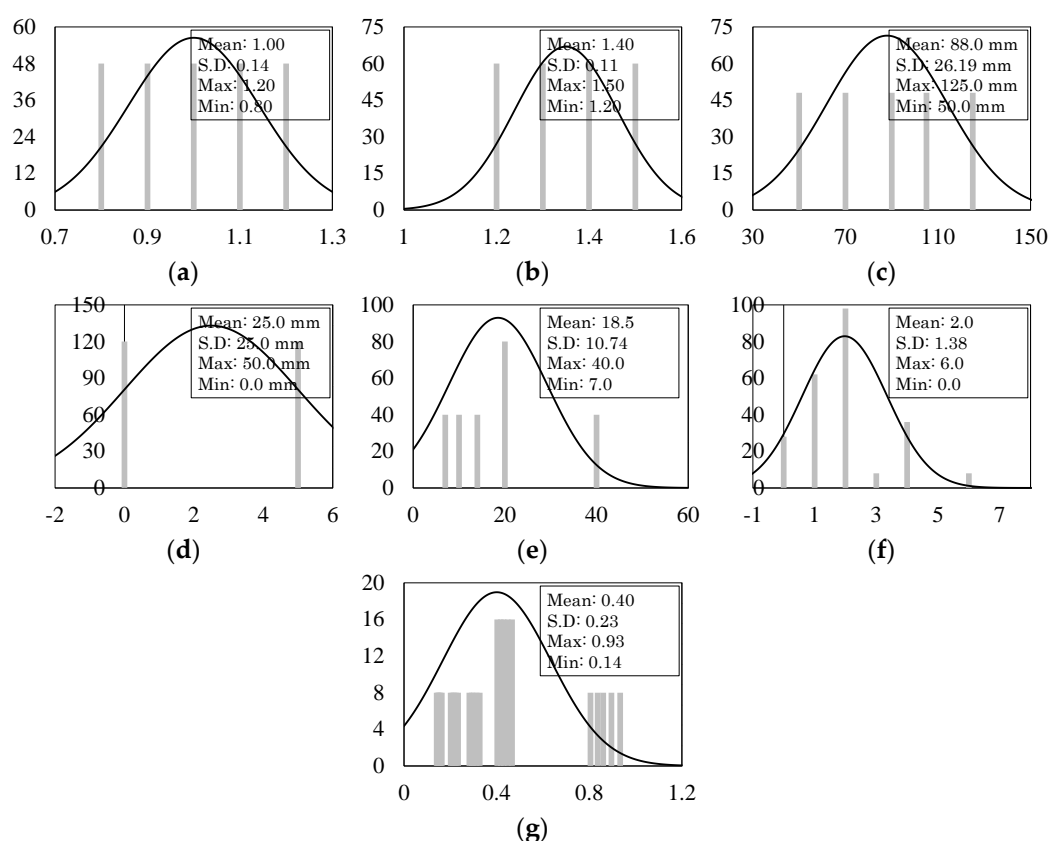 60
48
36
24
12
0
0.7 0.9 1.1 1.3
Mean: 1.00
S.D: 0.14
Max: 1.20
Min: 0.80
(a)
75
60
45
30
15
0
1 1.2 1.4 1.6
Mean: 1.40
S.D: 0.11
Max: 1.50
Min: 1.20
(b)
75
60
45
30
15
0
30 70 110 150
Mean: 88.0 mm
S.D: 26.19 mm
Max: 125.0 mm
Min: 50.0 mm
(c)
150
120
90
60
30
0
-2 0 2 4 6
Mean: 25.0 mm
S.D: 25.0 mm
Max: 50.0 mm
Min: 0.0 mm
(d)
100
80
60
40
20
0
0 20 40 60
Mean: 18.5
S.D: 10.74
Max: 40.0
Min: 7.0
(e)
100
80
60
40
20
0
-1 1 3 5 7
Mean: 2.0
S.D: 1.38
Max: 6.0
Min: 0.0
(f)
20
16
12
8
4
0
0 0.4 0.8 1.2
Mean: 0.40
S.D: 0.23
Max: 0.93
Min: 0.14
(g)